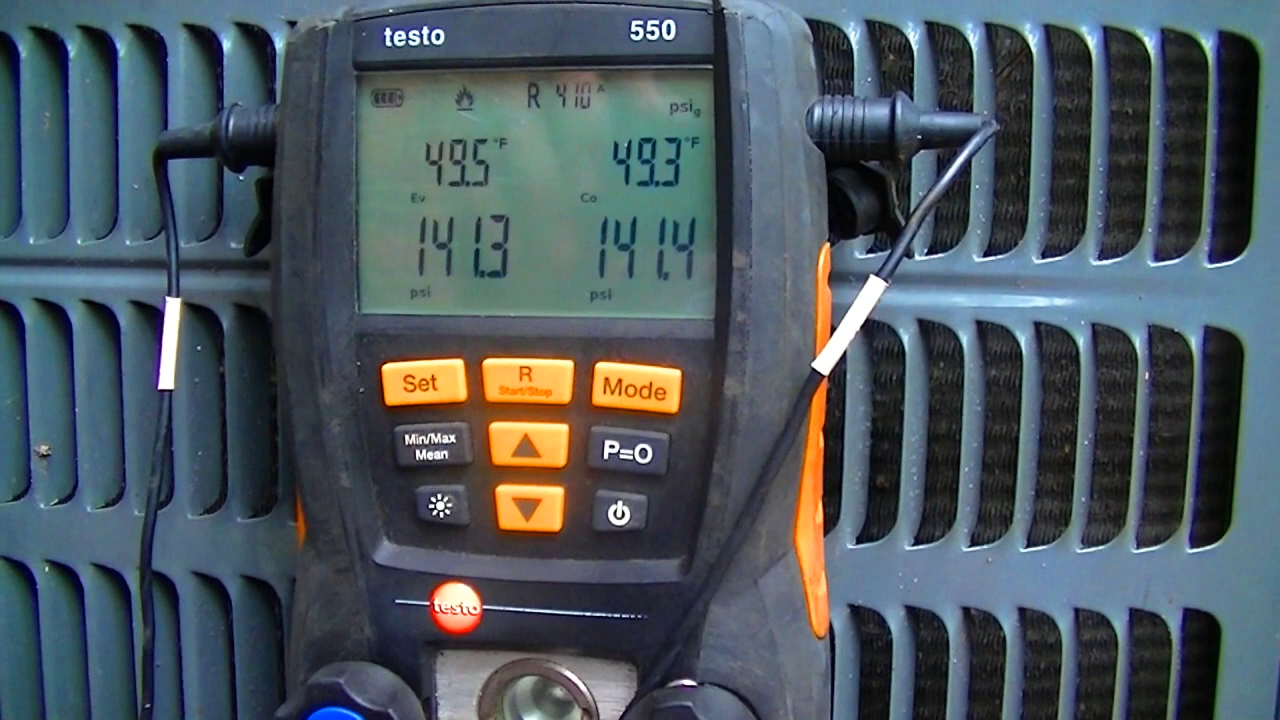 testo 550
R 410A psig
49.5 °F 49.3 °F
Ev Co
141.3 141.4
psi psi
Set R Mode
Start/Stop
Min/Max
Mean
P=O
testo